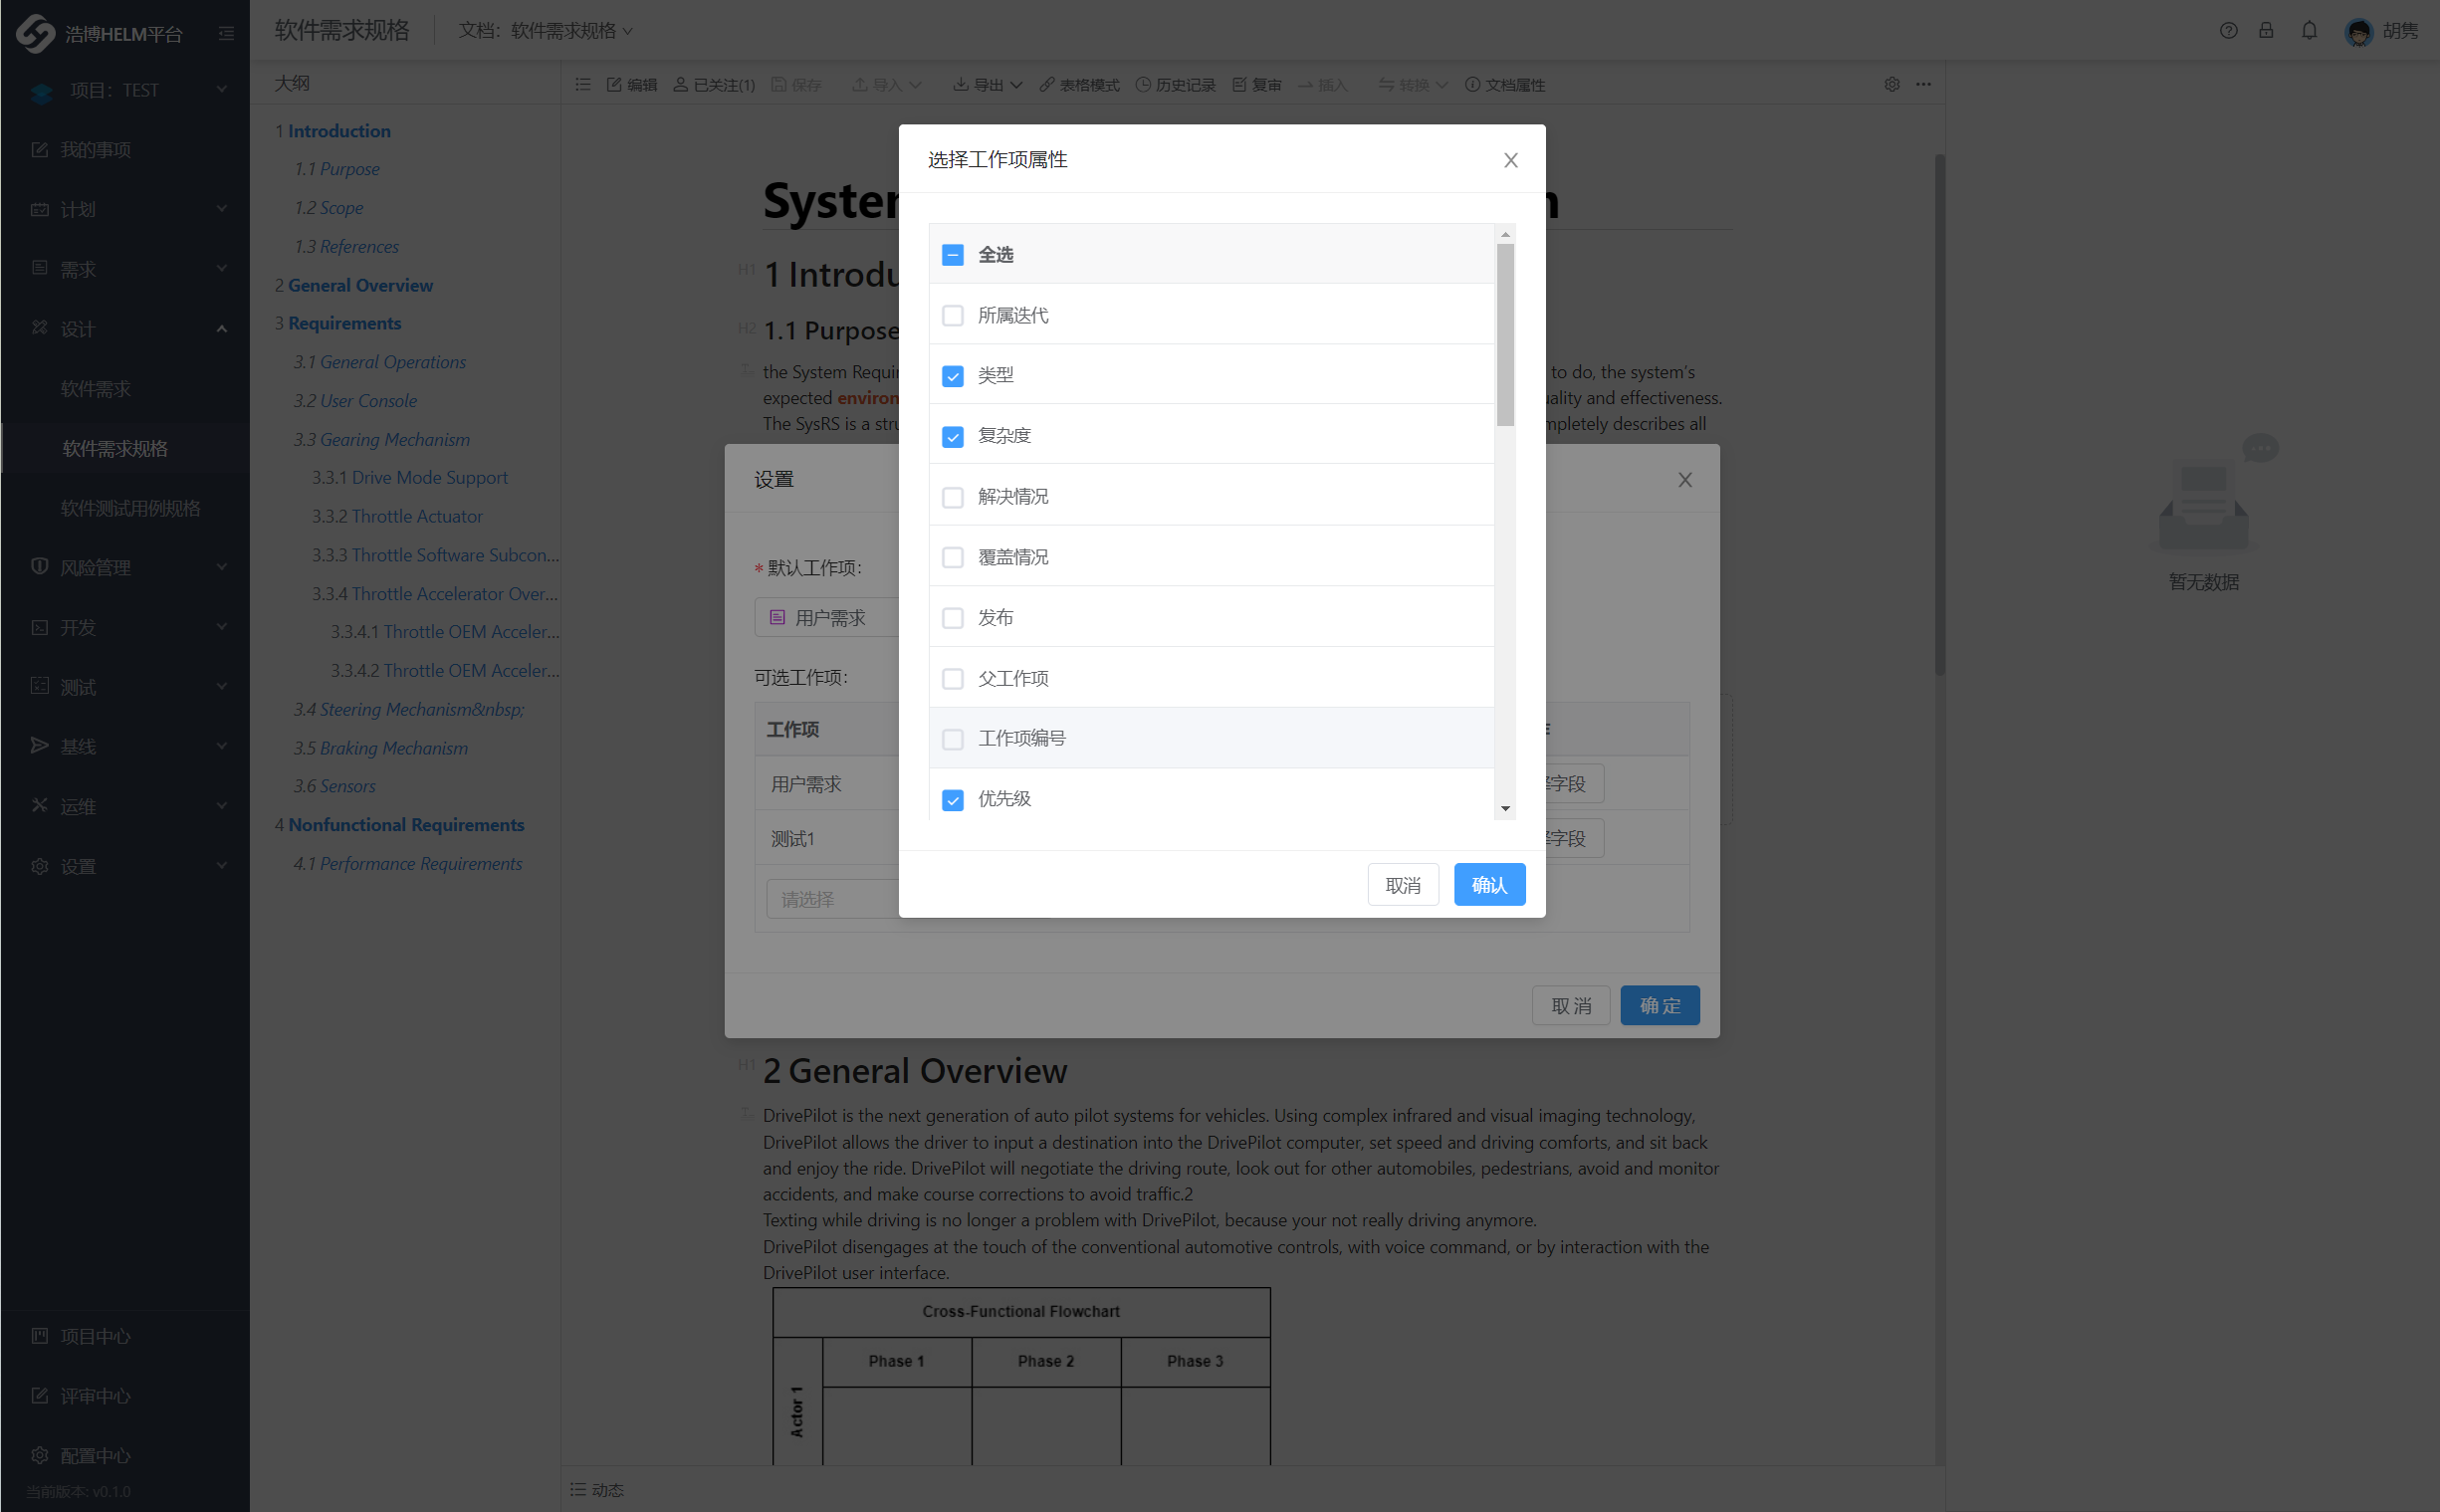 浩博HELM平台
项目：TEST
我的事项
计划
需求
设计
软件需求
软件需求规格
软件测试用例规格
风险管理
开发
测试
基线
运维
设置
项目中心
评审中心
配置中心
当前版本: v0.1.0
软件需求规格
文档：软件需求规格
胡隽
大纲
1 Introduction
1.1 Purpose
1.2 Scope
1.3 References
2 General Overview
3 Requirements
3.1 General Operations
3.2 User Console
3.3 Gearing Mechanism
3.3.1 Drive Mode Support
3.3.2 Throttle Actuator
3.3.3 Throttle Software Subcon...
3.3.4 Throttle Accelerator Over...
3.3.4.1 Throttle OEM Acceler...
3.3.4.2 Throttle OEM Acceler...
3.4 Steering Mechanism&nbsp;
3.5 Braking Mechanism
3.6 Sensors
4 Nonfunctional Requirements
4.1 Performance Requirements
编辑 已关注(1) 保存 导入 导出 表格模式 历史记录 复审 插入 转换 文档属性
H1 1 Introdu
H2 1.1 Purpose
the System Requi to do, the system's
expected environ uality and effectiveness.
The SysRS is a stru mpletely describes all
选择工作项属性
全选
所属迭代
类型
复杂度
解决情况
覆盖情况
发布
父工作项
工作项编号
优先级
取消 确认
设置
*默认工作项：
用户需求
可选工作项：
工作项
用户需求 字段
测试1 字段
请选择
取 消 确 定
H1 2 General Overview
DrivePilot is the next generation of auto pilot systems for vehicles. Using complex infrared and visual imaging technology,
DrivePilot allows the driver to input a destination into the DrivePilot computer, set speed and driving comforts, and sit back
and enjoy the ride. DrivePilot will negotiate the driving route, look out for other automobiles, pedestrians, avoid and monitor
accidents, and make course corrections to avoid traffic.2
Texting while driving is no longer a problem with DrivePilot, because your not really driving anymore.
DrivePilot disengages at the touch of the conventional automotive controls, with voice command, or by interaction with the
DrivePilot user interface.
Cross-Functional Flowchart
Phase 1 Phase 2 Phase 3
Actor 1
动态
暂无数据